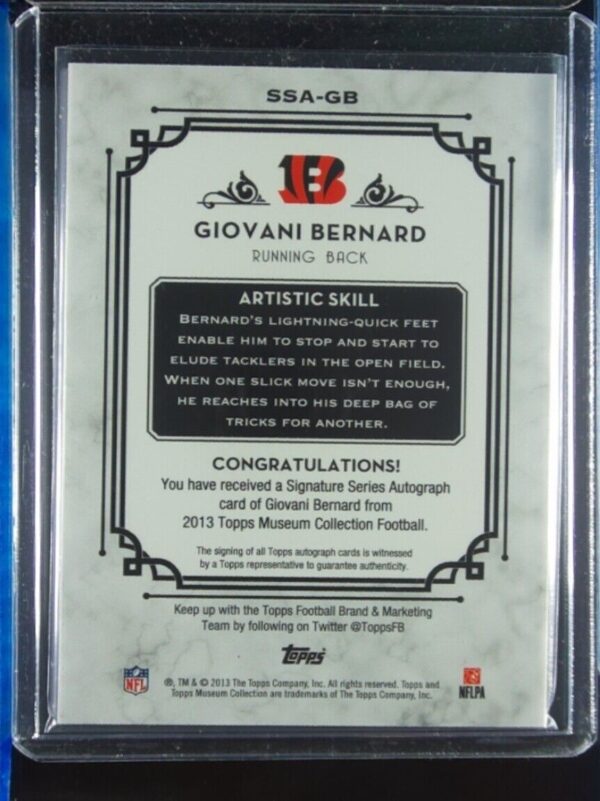 SSA-GB
B
GIOVANI BERNARD
RUNNING BACK
ARTISTIC SKILL
BERNARD'S LIGHTNING-QUICK FEET
ENABLE HIM TO STOP AND START TO
ELUDE TACKLERS IN THE OPEN FIELD.
WHEN ONE SLICK MOVE ISN'T ENOUGH,
HE REACHES INTO HIS DEEP BAG OF
TRICKS FOR ANOTHER.
CONGRATULATIONS!
You have received a Signature Series Autograph
card of Giovani Bernard from
2013 Topps Museum Collection Football.
The signing of all Topps autograph cards is witnessed
by a Topps representative to guarantee authenticity.
Keep up with the Topps Football Brand & Marketing
Team by following on Twitter @ToppsFB
Topps
NFL
®, TM & © 2013 The Topps Company, Inc. All rights reserved. Topps and
Topps Museum Collection are trademarks of The Topps Company, Inc.
NFLPA